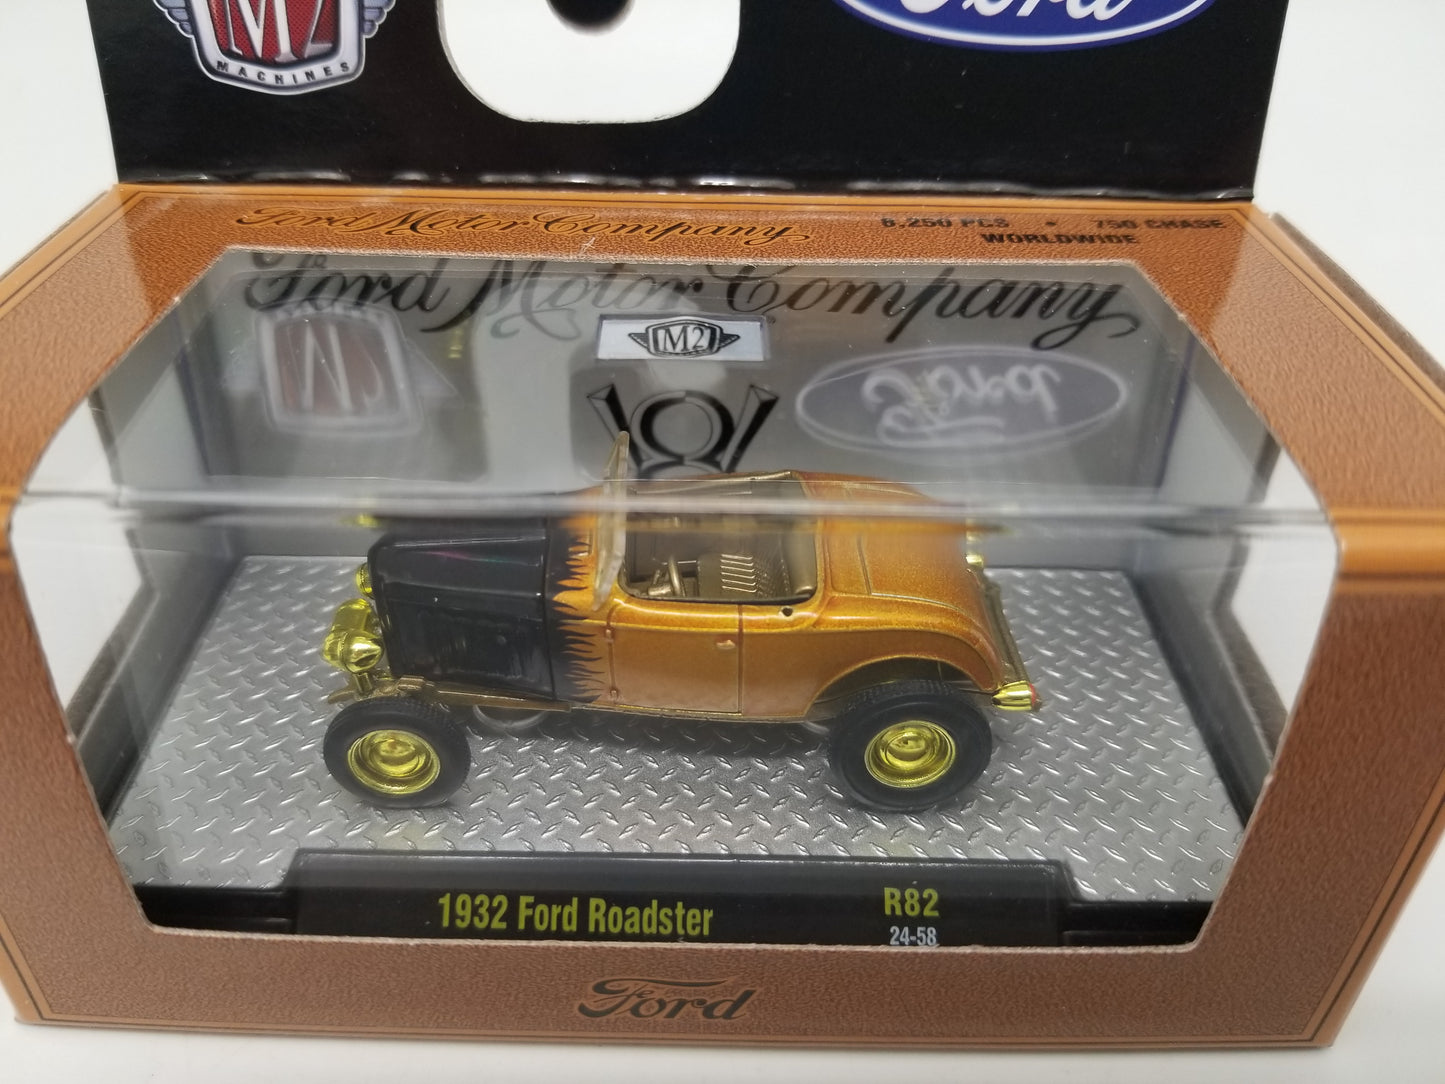 M2
MACHINES
Ford
Ford Motor Company
8,250 PCS • 750 CHASE
WORLDWIDE
Ford Motor Company
M2
V8
1932 Ford Roadster
R82
24-58
Ford